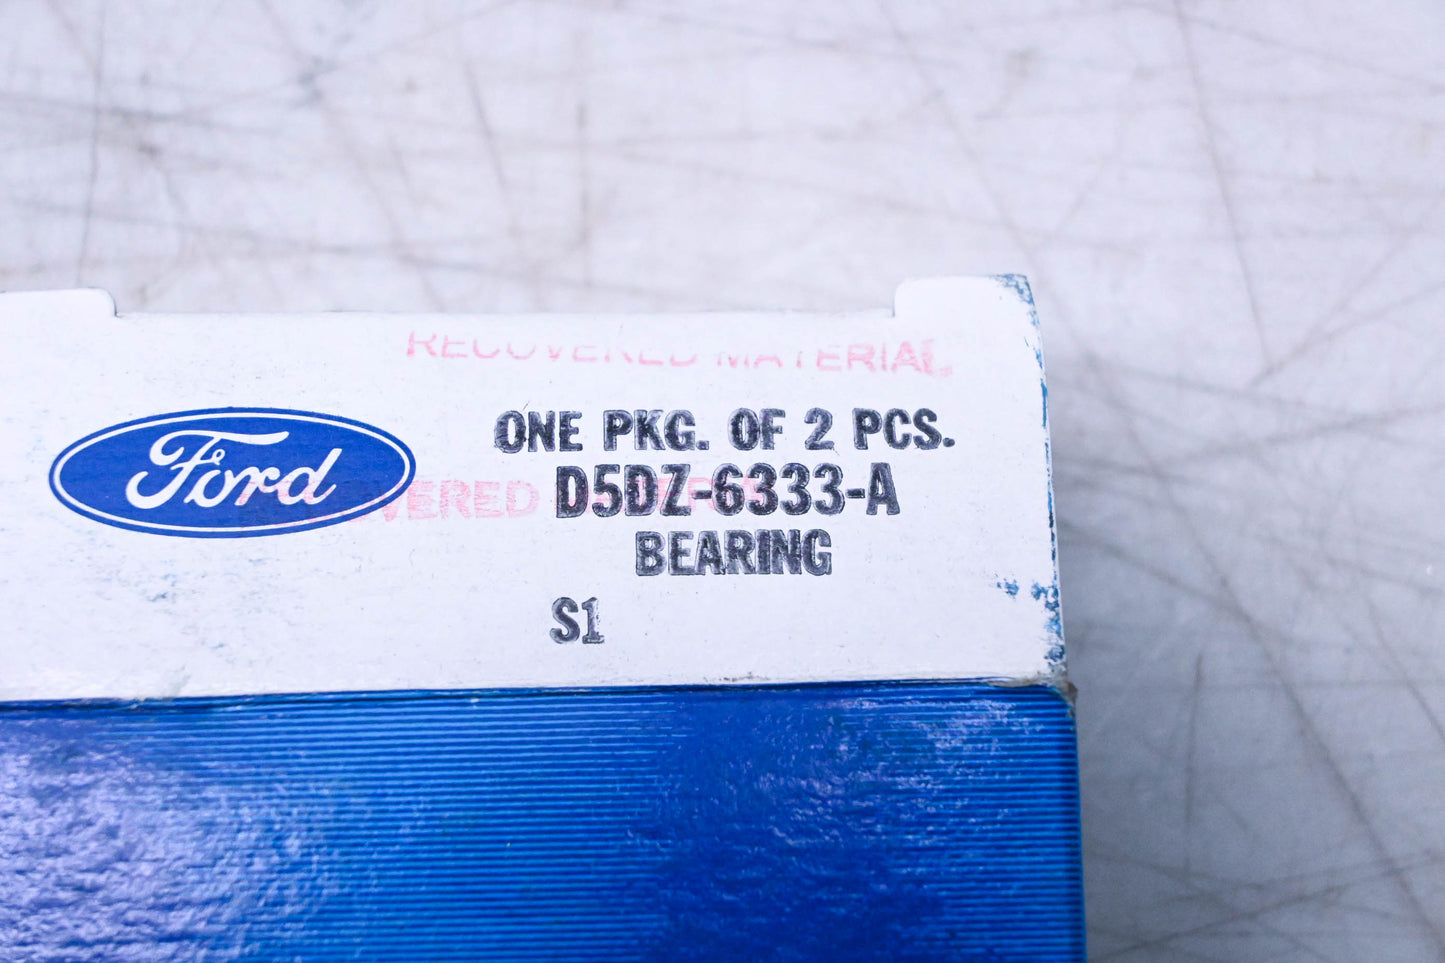 RECOVERED MATERIAL
ONE PKG. OF 2 PCS.
Ford
D5DZ-6333-A
BEARING
S1